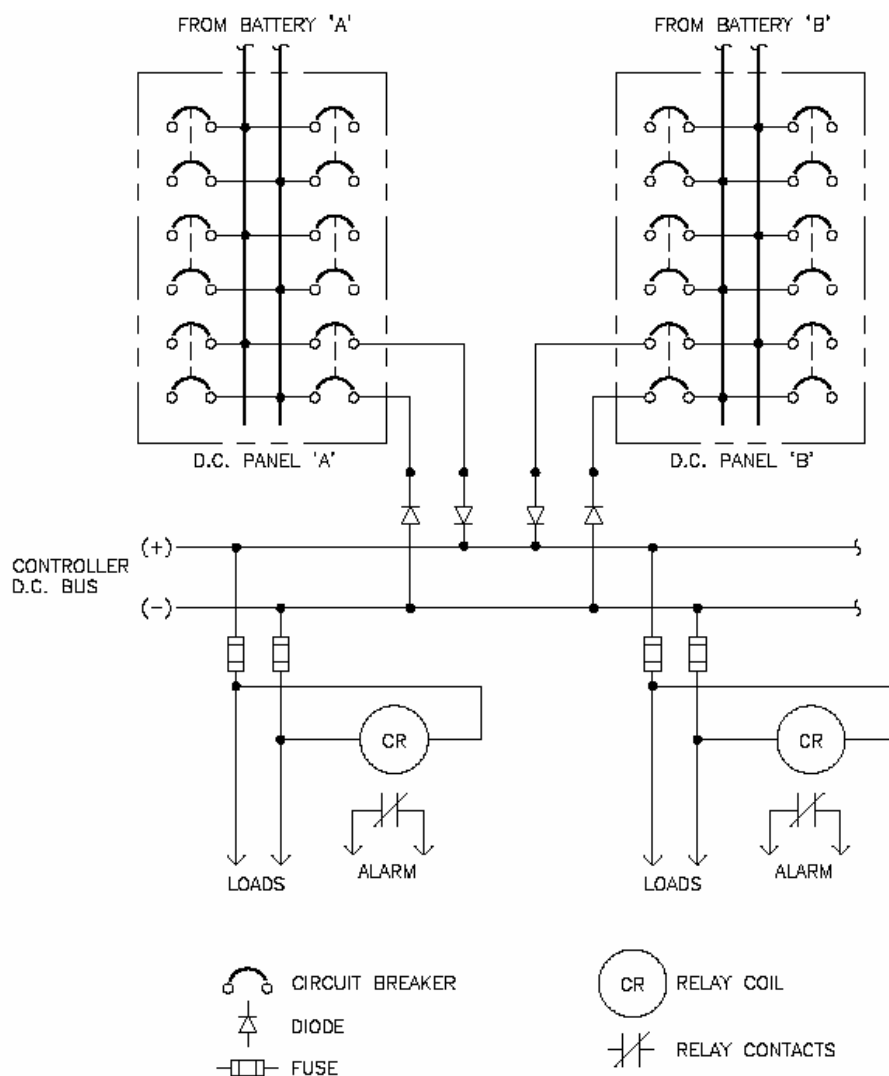 FROM BATTERY 'A'
FROM BATTERY 'B'
D.C. PANEL 'A'
D.C. PANEL 'B'
CONTROLLER
D.C. BUS
(+)
(-)
CR
CR
LOADS
ALARM
LOADS
ALARM
CIRCUIT BREAKER
DIODE
FUSE
CR
RELAY COIL
RELAY CONTACTS